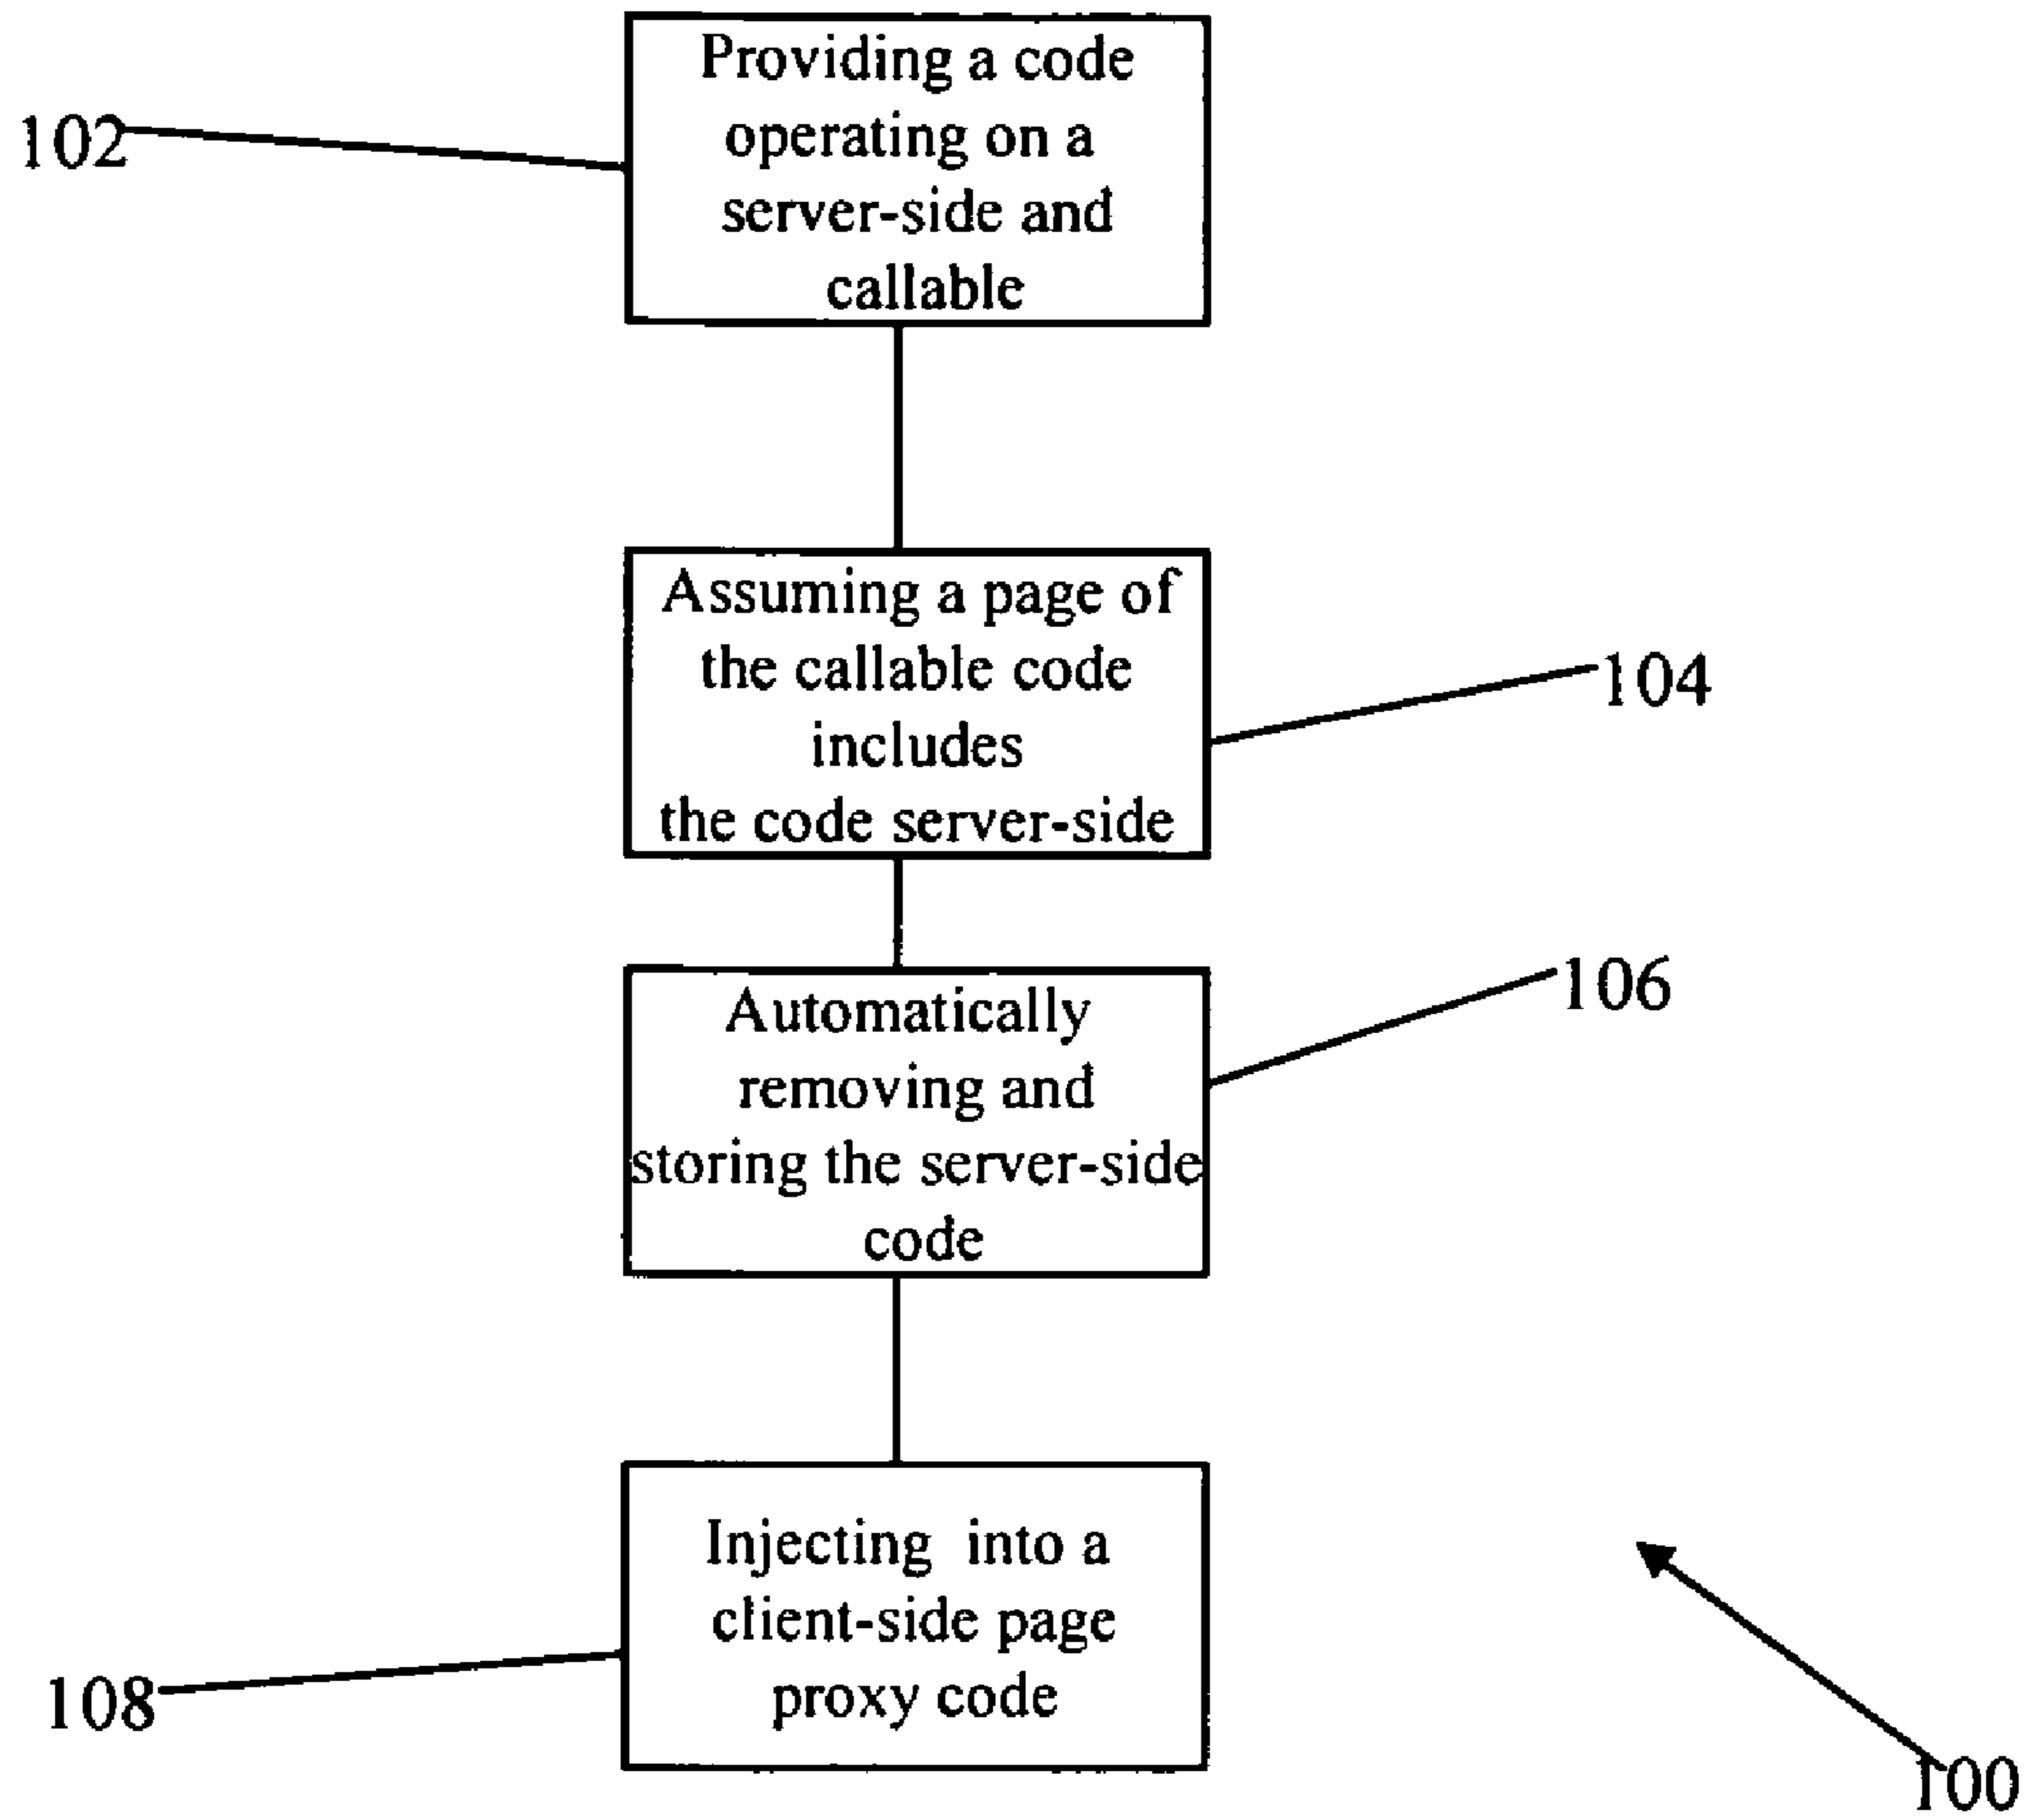 Providing a code
operating on a
server-side and
callable
102
Assuming a page of
the callable code
includes
the code server-side
104
Automatically
removing and
storing the server-side
code
106
Injecting into a
client-side page
proxy code
108
100